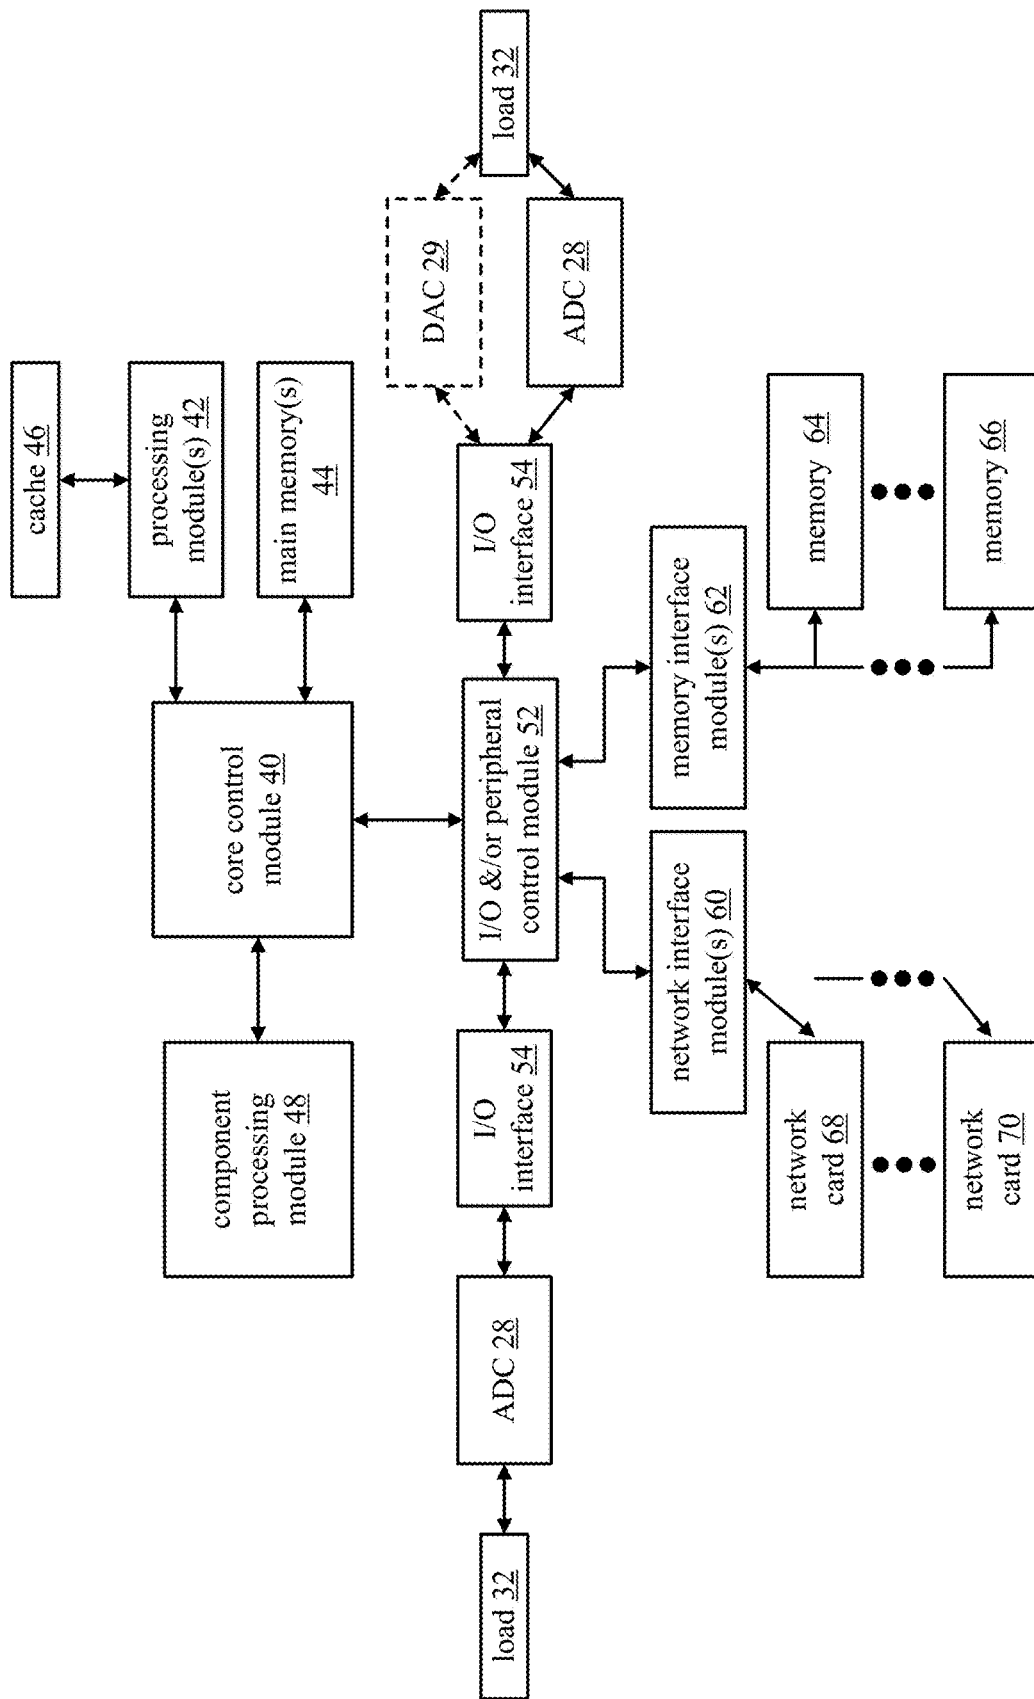 cache 46
component
processing
module 48
core control
module 40
processing
module(s) 42
main memory(s)
44
load 32
ADC 28
I/O
interface 54
I/O &/or peripheral
control module 52
I/O
interface 54
DAC 29
ADC 28
load 32
network interface
module(s) 60
memory interface
module(s) 62
network
card 68
memory 64
network
card 70
memory 66